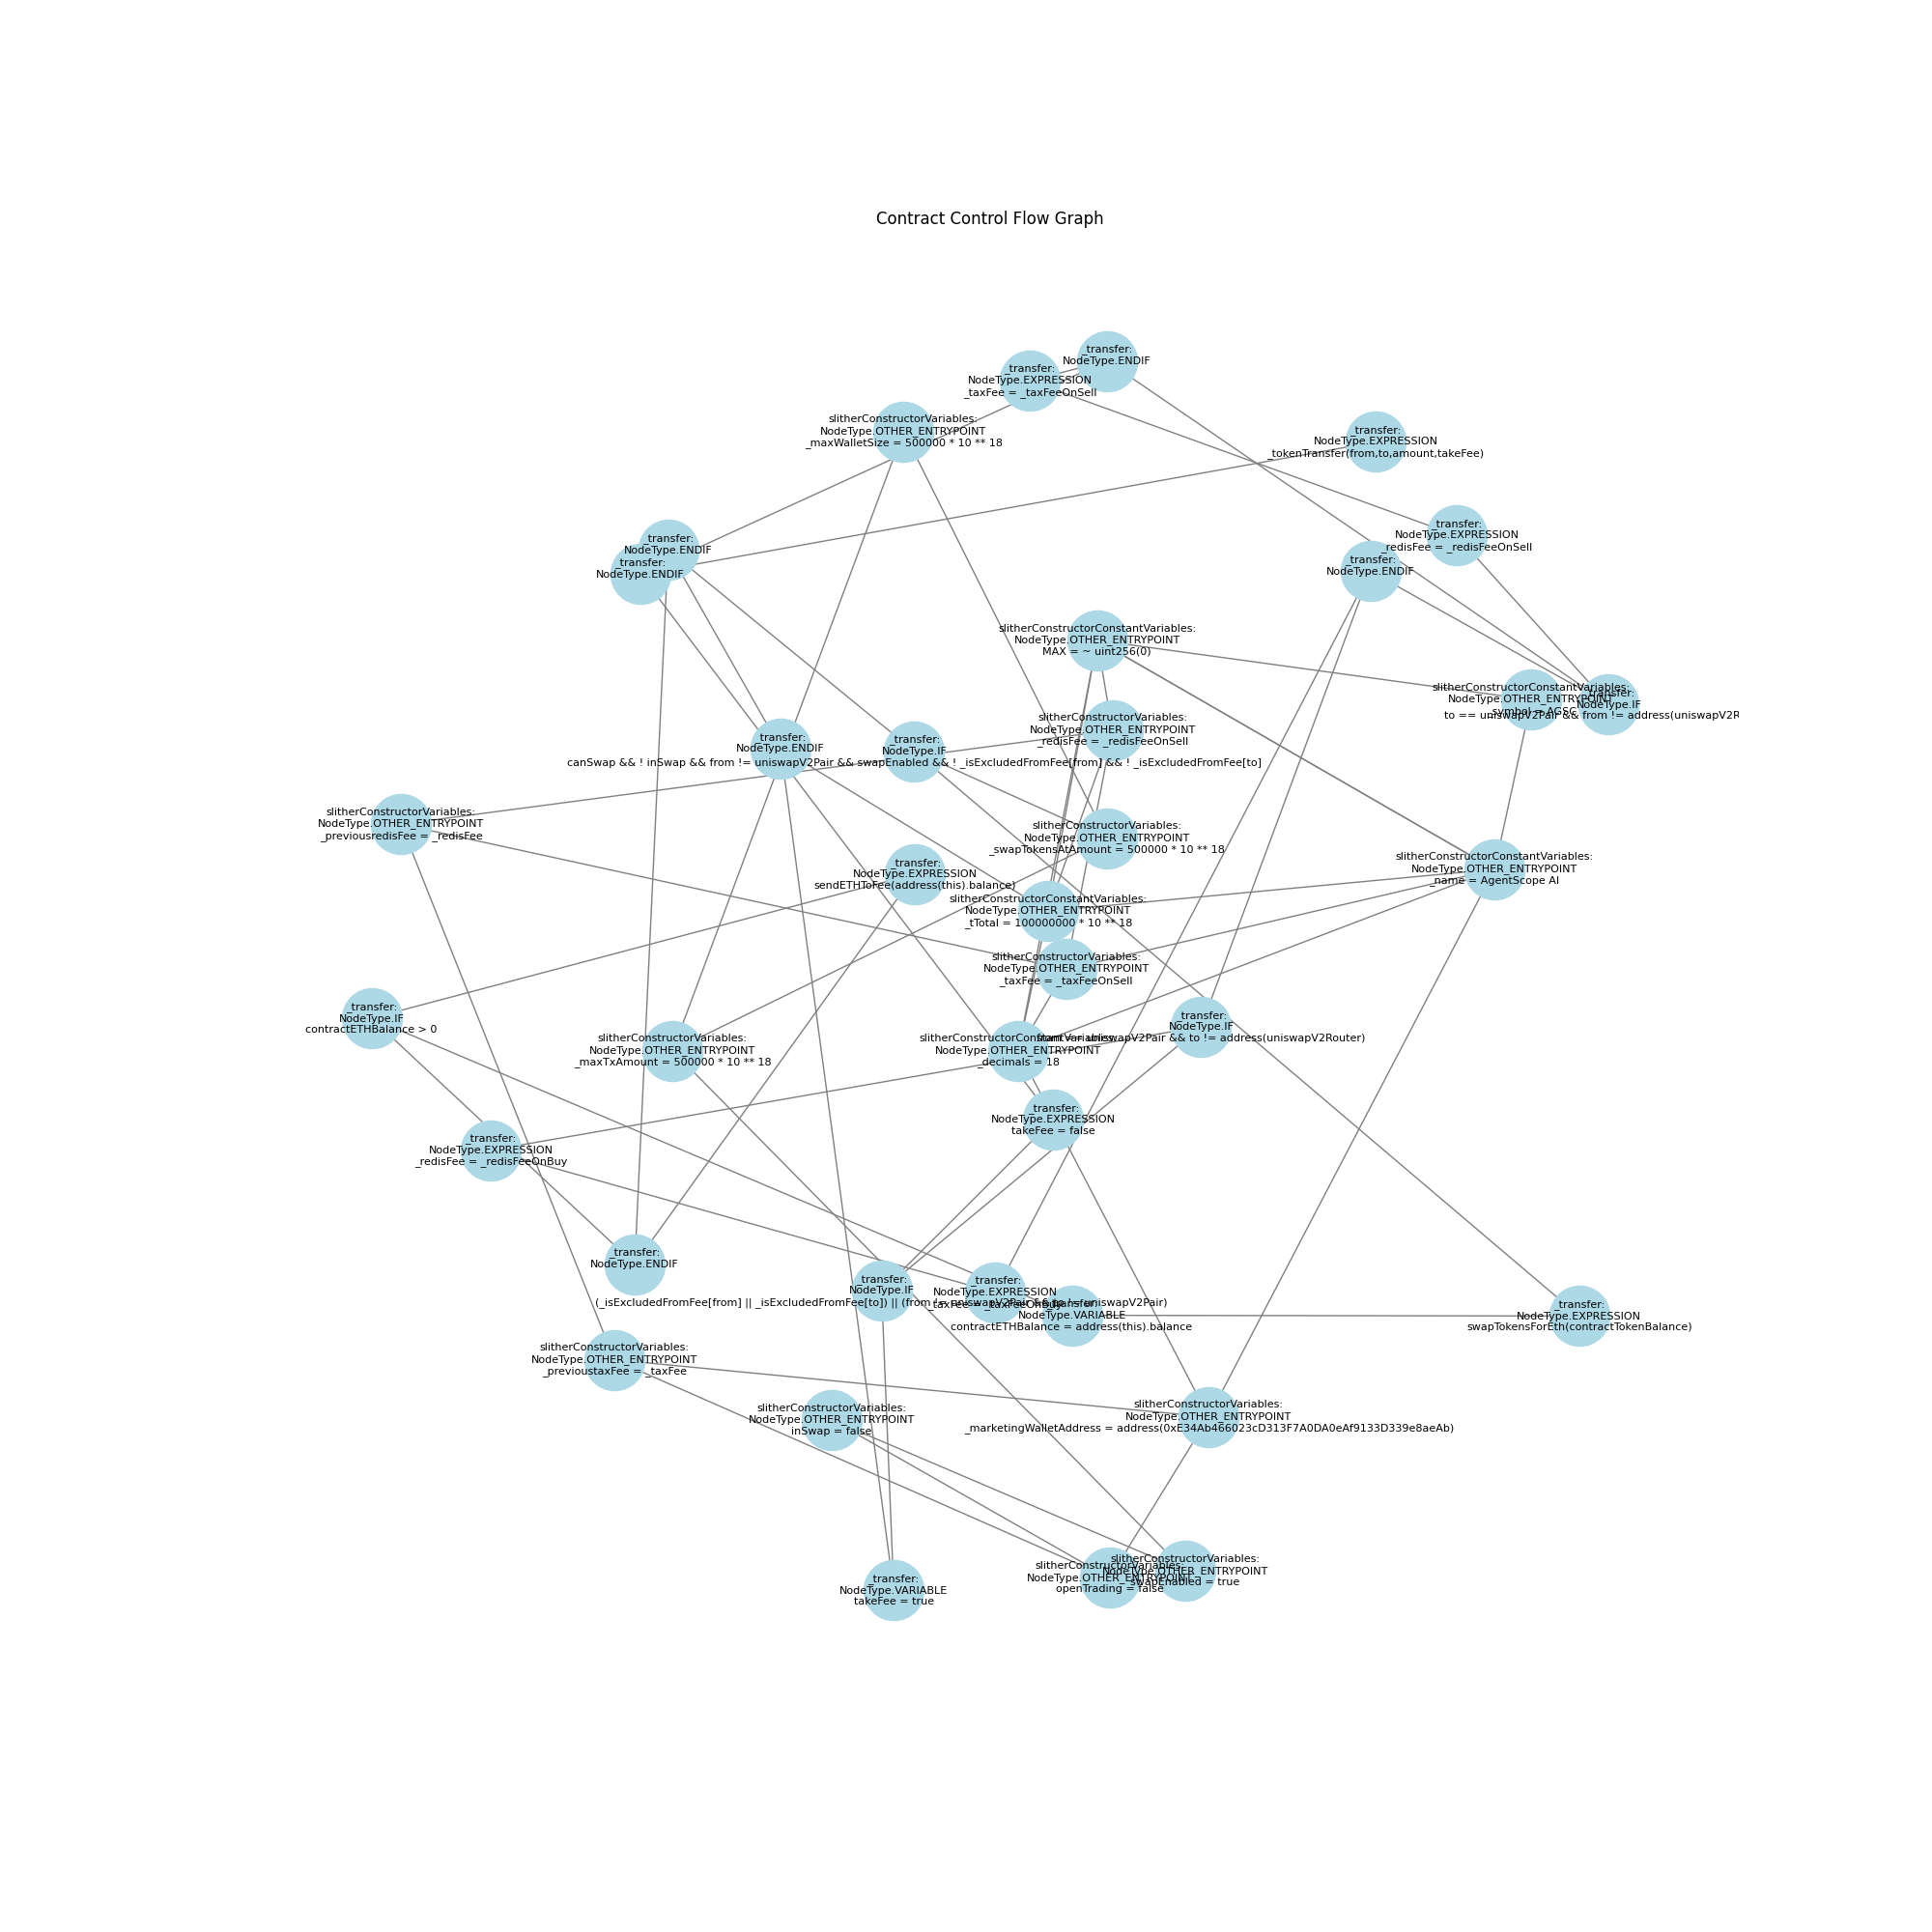 Contract Control Flow Graph
_transfer:
NodeType.ENDIF
_transfer:
NodeType.EXPRESSION
_taxFee = _taxFeeOnSell
slitherConstructorVariables:
NodeType.OTHER_ENTRYPOINT
_maxWalletSize = 500000 * 10 ** 18
_transfer:
NodeType.EXPRESSION
_tokenTransfer(from,to,amount,takeFee)
_transfer:
NodeType.EXPRESSION
_redisFee = _redisFeeOnSell
_transfer:
NodeType.ENDIF
_transfer:
NodeType.ENDIF
_transfer:
NodeType.ENDIF
slitherConstructorConstantVariables:
NodeType.OTHER_ENTRYPOINT
MAX = ~ uint256(0)
slitherConstructorConstantVariables:
NodeType.OTHER_ENTRYPOINT
_symbol = AGSC
_transfer:
NodeType.IF
to == uniswapV2Pair && from != address(uniswapV2R
slitherConstructorVariables:
NodeType.OTHER_ENTRYPOINT
_redisFee = _redisFeeOnSell
_transfer:
NodeType.ENDIF
_transfer:
NodeType.IF
canSwap && ! inSwap && from != uniswapV2Pair && swapEnabled && ! _isExcludedFromFee[from] && ! _isExcludedFromFee[to]
slitherConstructorVariables:
NodeType.OTHER_ENTRYPOINT
_previousredisFee = _redisFee
slitherConstructorVariables:
NodeType.OTHER_ENTRYPOINT
_swapTokensAtAmount = 500000 * 10 ** 18
_transfer:
NodeType.EXPRESSION
sendETHToFee(address(this).balance)
slitherConstructorConstantVariables:
NodeType.OTHER_ENTRYPOINT
_name = AgentScope AI
slitherConstructorConstantVariables:
NodeType.OTHER_ENTRYPOINT
_tTotal = 100000000 * 10 ** 18
slitherConstructorVariables:
NodeType.OTHER_ENTRYPOINT
_taxFee = _taxFeeOnSell
_transfer:
NodeType.IF
contractETHBalance > 0
slitherConstructorVariables:
NodeType.OTHER_ENTRYPOINT
_maxTxAmount = 500000 * 10 ** 18
slitherConstructorConstantVariables:
NodeType.OTHER_ENTRYPOINT
_decimals = 18
_transfer:
NodeType.IF
from == uniswapV2Pair && to != address(uniswapV2Router)
_transfer:
NodeType.EXPRESSION
takeFee = false
_transfer:
NodeType.EXPRESSION
_redisFee = _redisFeeOnBuy
_transfer:
NodeType.ENDIF
_transfer:
NodeType.IF
(_isExcludedFromFee[from] || _isExcludedFromFee[to]) || (from != uniswapV2Pair && to != uniswapV2Pair)
_transfer:
NodeType.EXPRESSION
_taxFee = _taxFeeOnBuy
_transfer:
NodeType.VARIABLE
contractETHBalance = address(this).balance
_transfer:
NodeType.EXPRESSION
swapTokensForEth(contractTokenBalance)
slitherConstructorVariables:
NodeType.OTHER_ENTRYPOINT
_previoustaxFee = _taxFee
slitherConstructorVariables:
NodeType.OTHER_ENTRYPOINT
inSwap = false
slitherConstructorVariables:
NodeType.OTHER_ENTRYPOINT
_marketingWalletAddress = address(0xE34Ab466023cD313F7A0DA0eAf9133D339e8aeAb)
_transfer:
NodeType.VARIABLE
takeFee = true
slitherConstructorVariables:
NodeType.OTHER_ENTRYPOINT
openTrading = false
slitherConstructorVariables:
NodeType.OTHER_ENTRYPOINT
swapEnabled = true